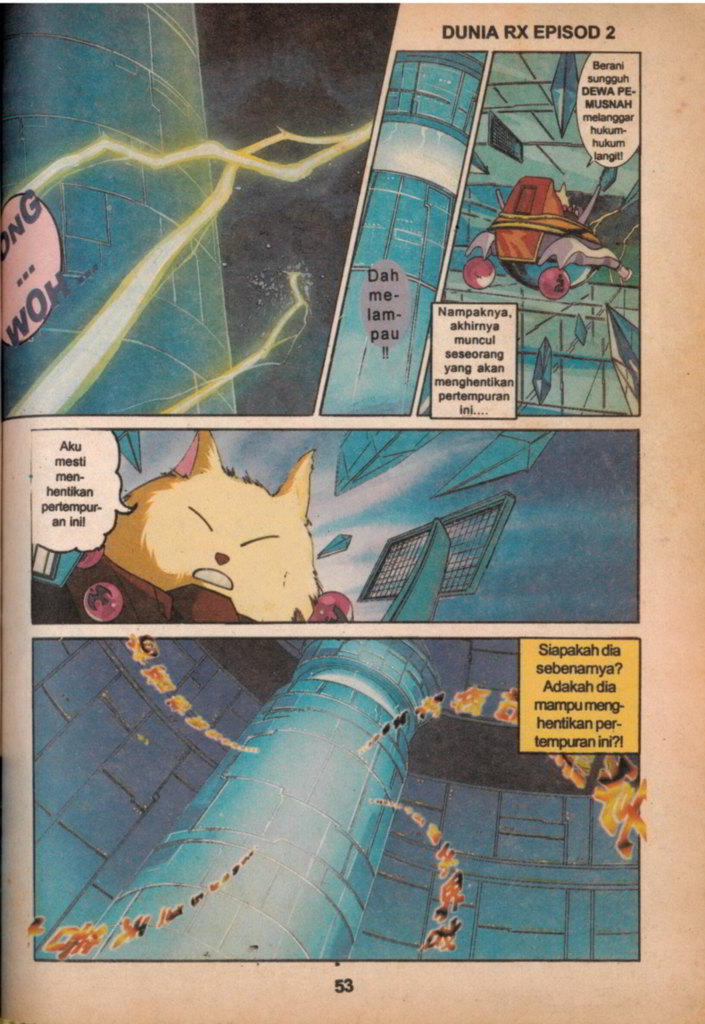 DUNIA RX EPISOD 2
ONG
...
WOH...
Dah
me-
lam-
pau
!!
Berani
sungguh
DEWA PE-
MUSNAH
melanggar
hukum-
hukum
langit!
Nampaknya,
akhirnya
muncul
seseorang
yang akan
menghentikan
pertempuran
ini....
Aku
mesti
men-
hentikan
pertempur-
an ini!
Siapakah dia
sebenarnya?
Adakah dia
mampu meng-
hentikan per-
tempuran ini?!
53